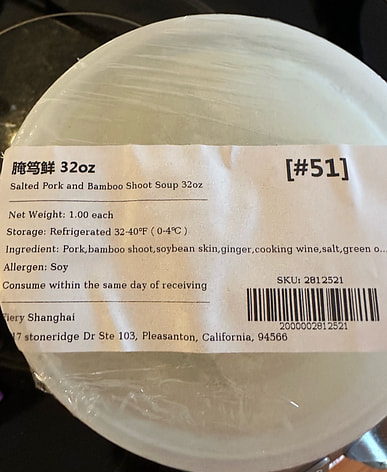 腌笃鲜 32oz
[#51]
Salted Pork and Bamboo Shoot Soup 32oz
Net Weight: 1.00 each
Storage: Refrigerated 32-40°F ( 0-4℃ )
Ingredient: Pork,bamboo shoot,soybean skin,ginger,cooking wine,salt,green o...
Allergen: Soy
SKU: 2812521
Consume within the same day of receiving
2000002812521
Fiery Shanghai
stoneridge Dr Ste 103, Pleasanton, California, 94566